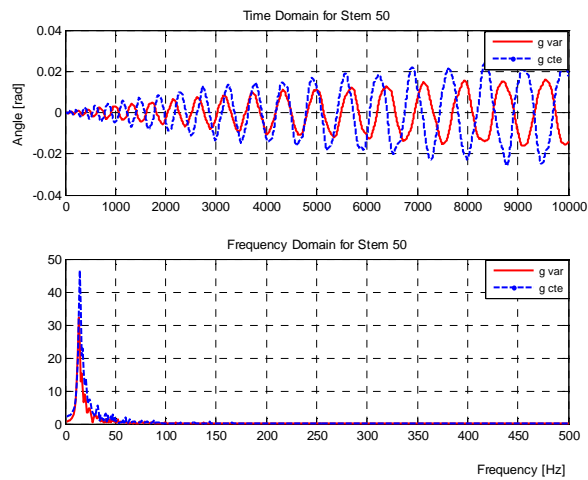 Time Domain for Stem 50
0.04
0.02
0
-0.02
-0.04
Angle [rad]
g var
g cte
0 1000 2000 3000 4000 5000 6000 7000 8000 9000 10000
Frequency Domain for Stem 50
50
40
30
20
10
0
g var
g cte
0 50 100 150 200 250 300 350 400 450 500
Frequency [Hz]